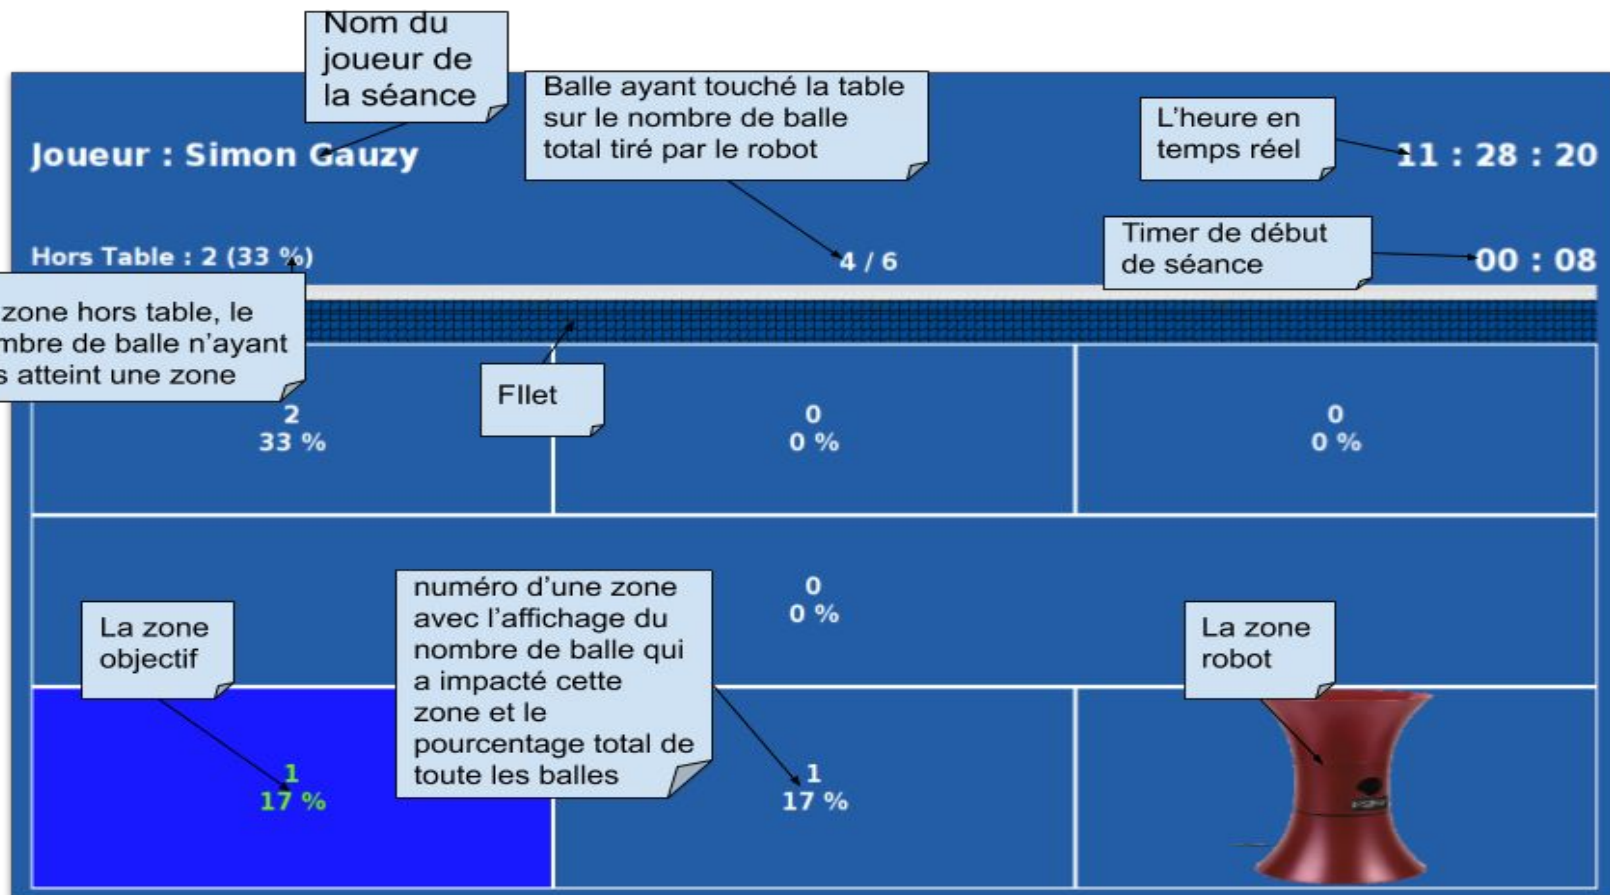 Nom du
joueur de
la séance
Balle ayant touché la table
sur le nombre de balle
total tiré par le robot
L'heure en
temps réel
Joueur : Simon Gauzy
11 : 28 : 20
Timer de début
de séance
Hors Table : 2 (33 %)
4 / 6
00 : 08
zone hors table, le
mbre de balle n'ayant
s atteint une zone
FIlet
2
33 %
0
0 %
0
0 %
0
0 %
La zone
objectif
numéro d'une zone
avec l'affichage du
nombre de balle qui
a impacté cette
zone et le
pourcentage total de
toute les balles
La zone
robot
1
17 %
1
17 %